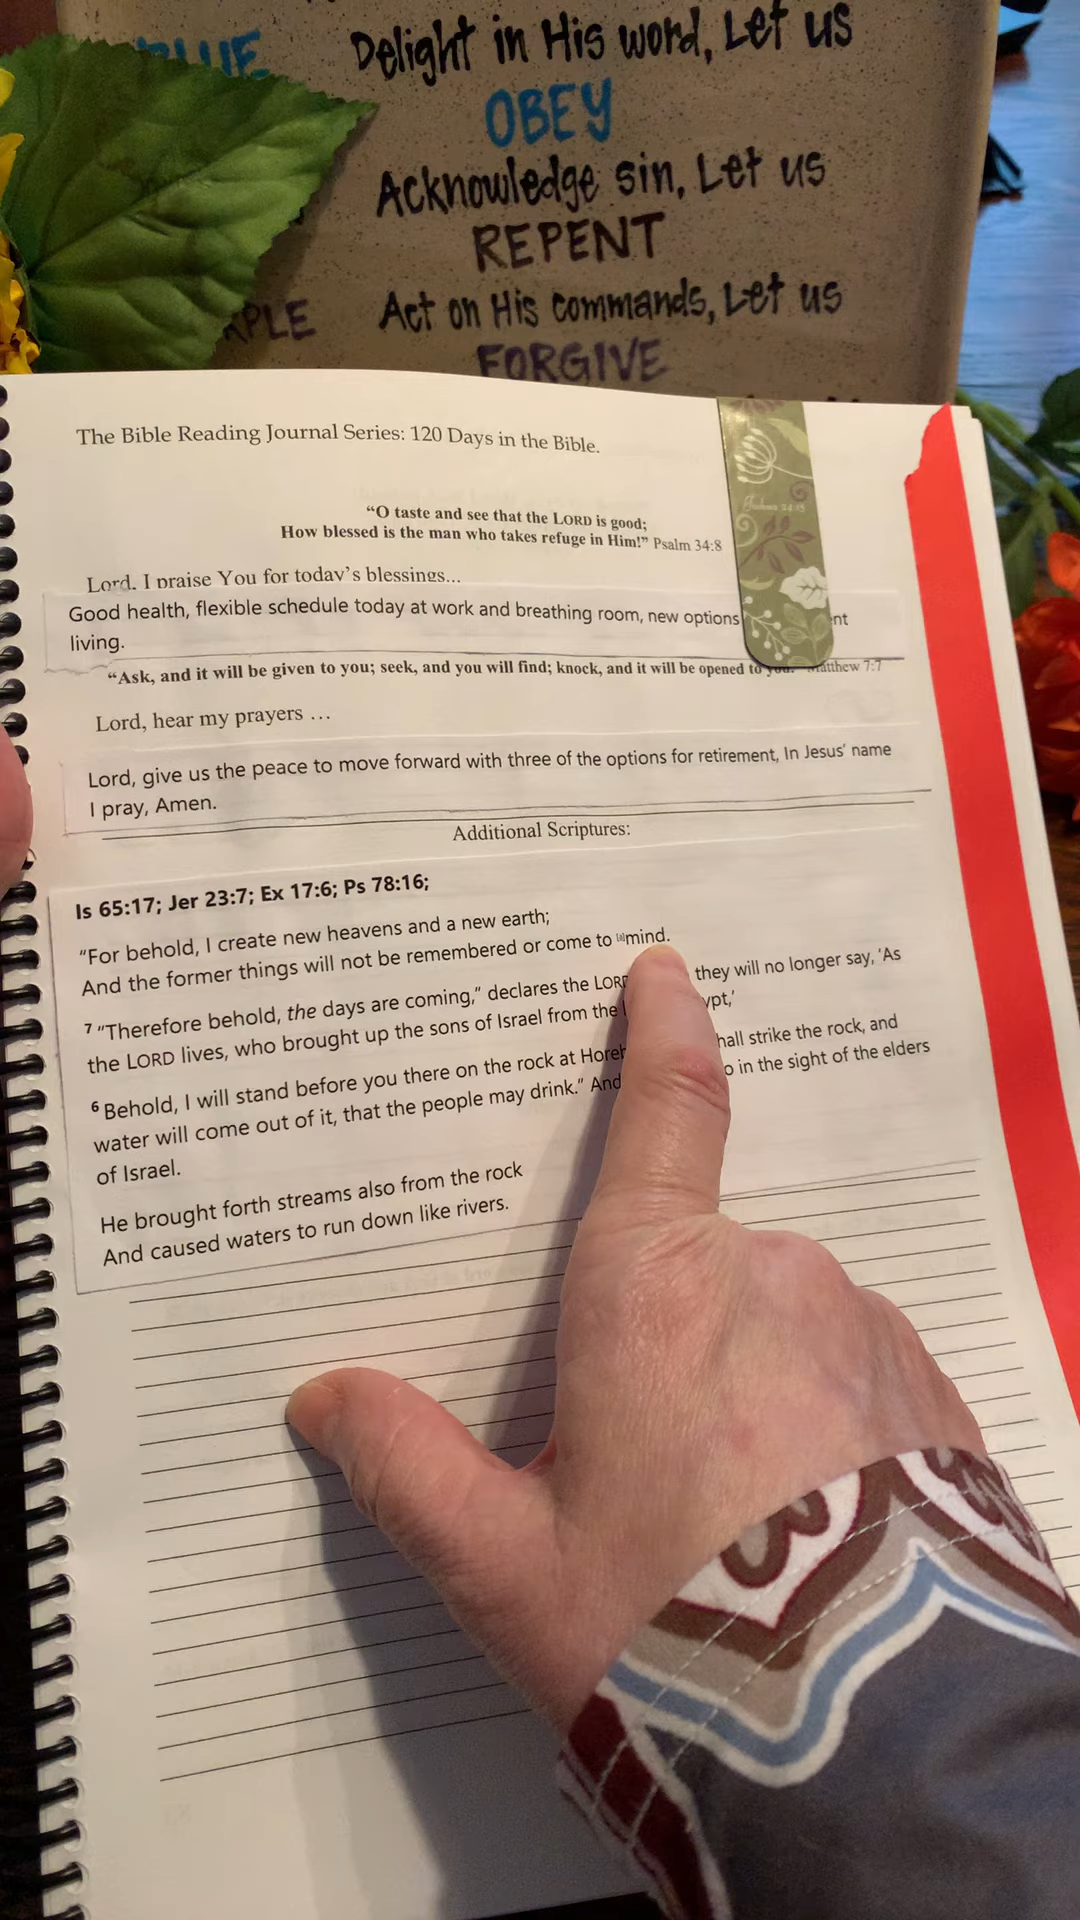 Delight in His word, Let us
OBEY
Acknowledge sin, Let us
REPENT
Act on His commands, Let us
FORGIVE
The Bible Reading Journal Series: 120 Days in the Bible.
Joshua 24:15
“O taste and see that the LORD is good;
How blessed is the man who takes refuge in Him!” Psalm 34:8
Lord, I praise You for today’s blessings...
Good health, flexible schedule today at work and breathing room, new options
living.
“Ask, and it will be given to you; seek, and you will find; knock, and it will be opened to you.” Matthew 7:7
Lord, hear my prayers …
Lord, give us the peace to move forward with three of the options for retirement, In Jesus’ name
I pray, Amen.
Additional Scriptures:
Is 65:17; Jer 23:7; Ex 17:6; Ps 78:16;
“For behold, I create new heavens and a new earth;
And the former things will not be remembered or come to [a]mind.
7 “Therefore behold, the days are coming,” declares the LORD they will no longer say, ‘As
the LORD lives, who brought up the sons of Israel from the
6 Behold, I will stand before you there on the rock at Horeb shall strike the rock, and
water will come out of it, that the people may drink.” And in the sight of the elders
of Israel.
He brought forth streams also from the rock
And caused waters to run down like rivers.